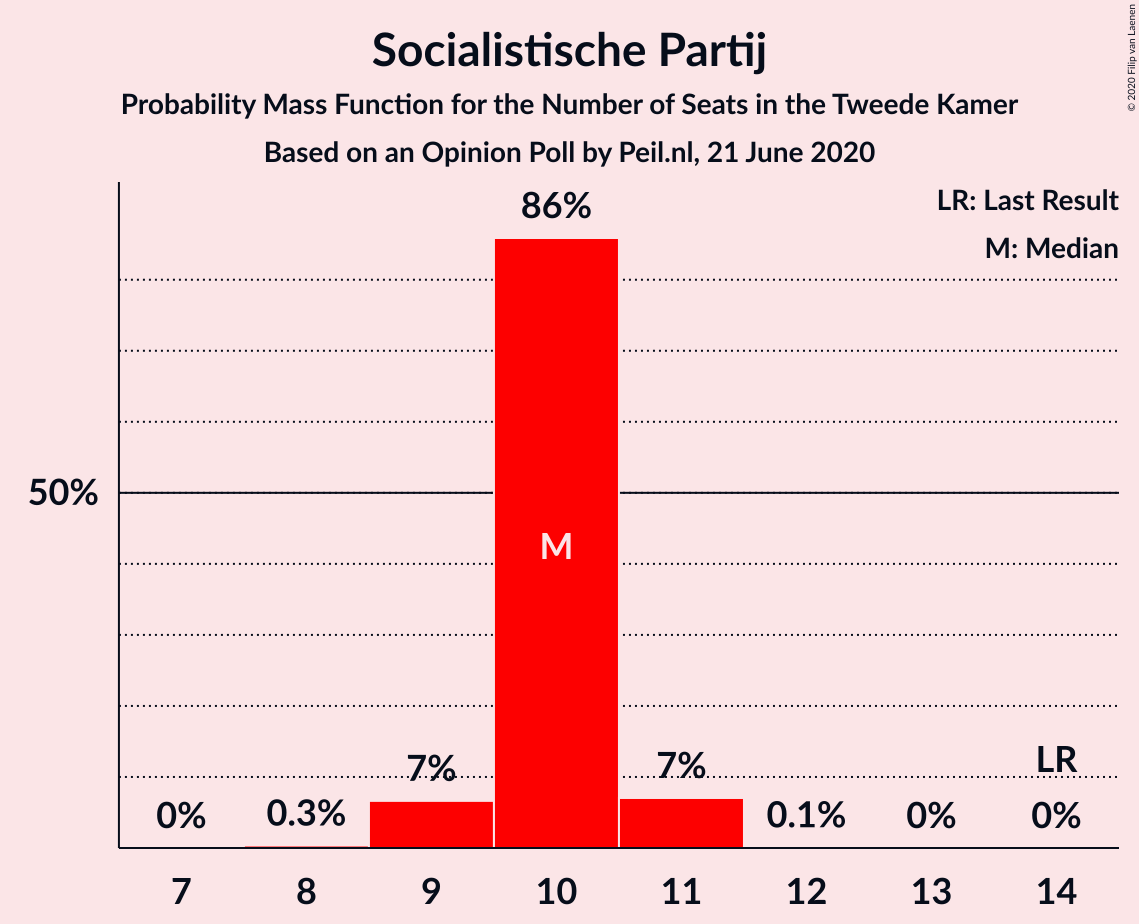 Socialistische Partij
Probability Mass Function for the Number of Seats in the Tweede Kamer
Based on an Opinion Poll by Peil.nl, 21 June 2020
© 2020 Filip van Laenen
LR: Last Result
M: Median
86%
50%
M
7%
7%
LR
0%
0.3%
0.1%
0%
0%
7
8
9
10
11
12
13
14